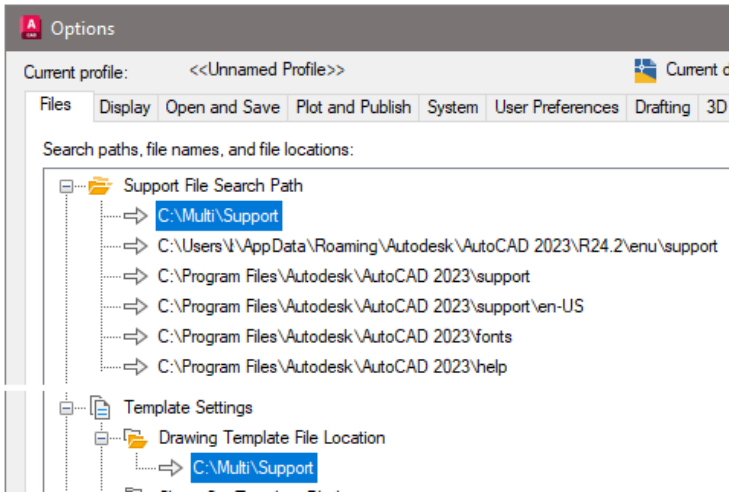 A
CAD
Options
Current profile: <<Unnamed Profile>> Current
Files Display Open and Save Plot and Publish System User Preferences Drafting 3D
Search paths, file names, and file locations:
Support File Search Path
C:\Multi\Support
C:\Users\ \AppData\Roaming\Autodesk\AutoCAD 2023\R24.2\enu\support
C:\Program Files\Autodesk\AutoCAD 2023\support
C:\Program Files\Autodesk\AutoCAD 2023\support\en-US
C:\Program Files\Autodesk\AutoCAD 2023\fonts
C:\Program Files\Autodesk\AutoCAD 2023\help
Template Settings
Drawing Template File Location
C:\Multi\Support